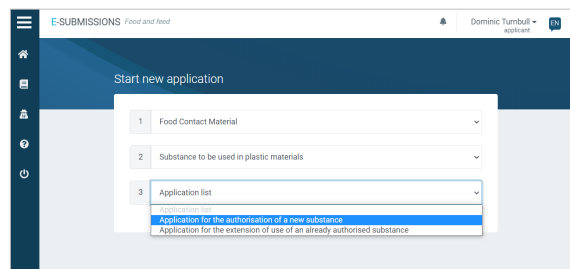 E-SUBMISSIONS Food and feed
Dominic Turnbull
applicant
EN
Start new application
1 Food Contact Material
2 Substance to be used in plastic materials
3 Application list
Application list
Application for the authorisation of a new substance
Application for the extension of use of an already authorised substance